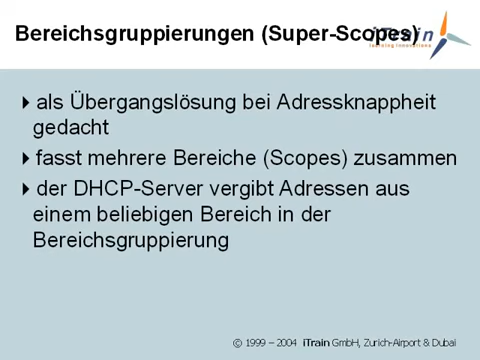 Bereichsgruppierungen (Super-Scopes)
iTrain
learning innovations
als Übergangslösung bei Adressknappheit
gedacht
fasst mehrere Bereiche (Scopes) zusammen
der DHCP-Server vergibt Adressen aus
einem beliebigen Bereich in der
Bereichsgruppierung
© 1999 – 2004 iTrain GmbH, Zurich-Airport & Dubai